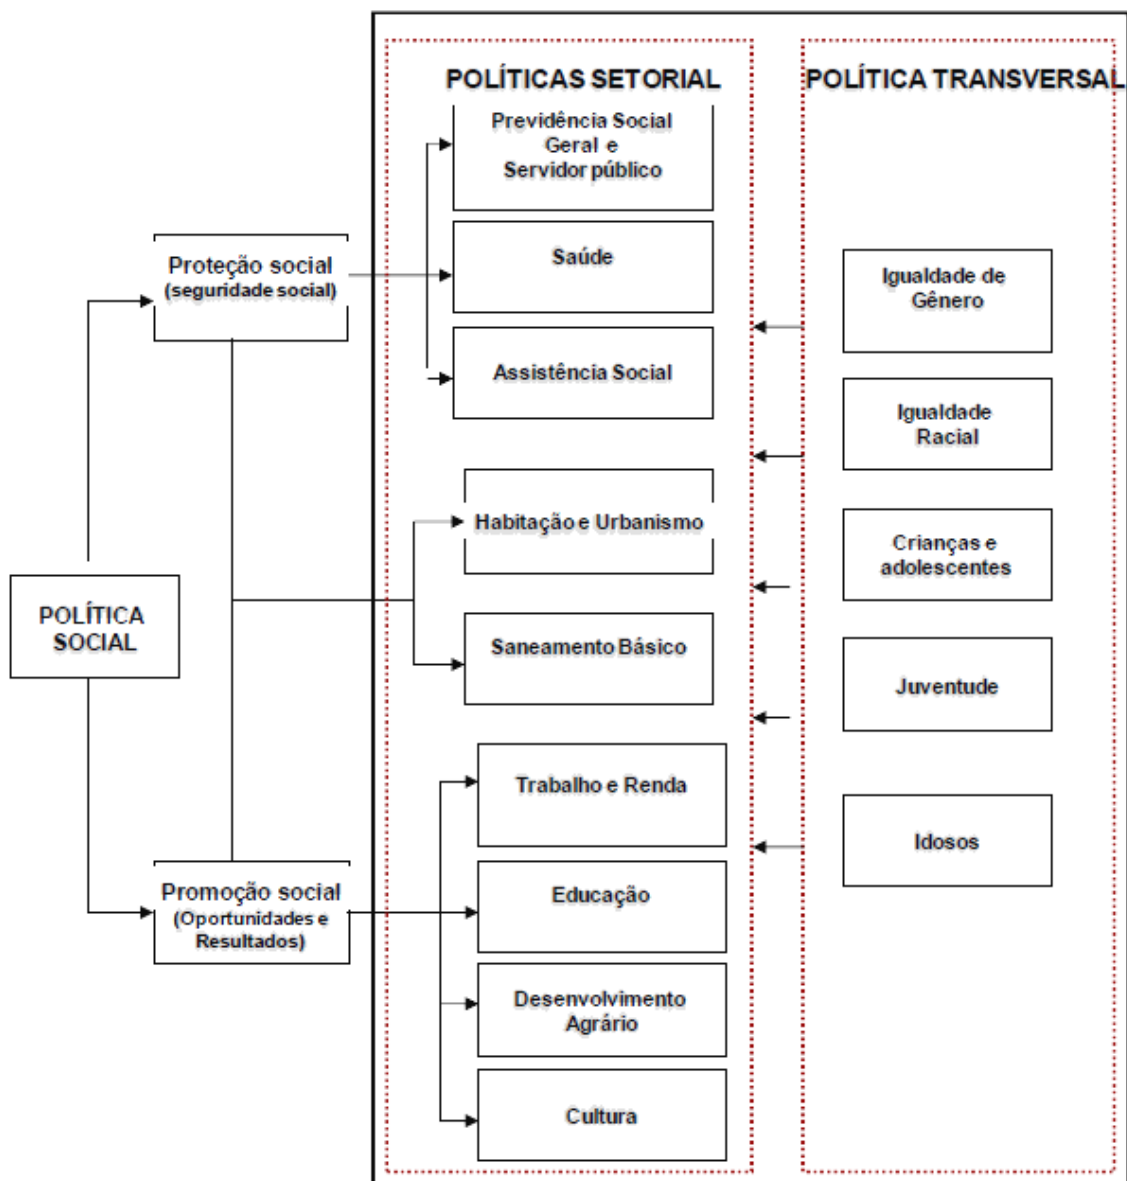 POLÍTICAS SETORIAL
POLÍTICA TRANSVERSAL
Previdência Social
Geral e
Servidor público
Saúde
Assistência Social
Habitação e Urbanismo
Saneamento Básico
Trabalho e Renda
Educação
Desenvolvimento
Agrário
Cultura
Proteção social
(seguridade social)
POLÍTICA
SOCIAL
Promoção social
(Oportunidades e
Resultados)
Igualdade de
Gênero
Igualdade
Racial
Crianças e
adolescentes
Juventude
Idosos